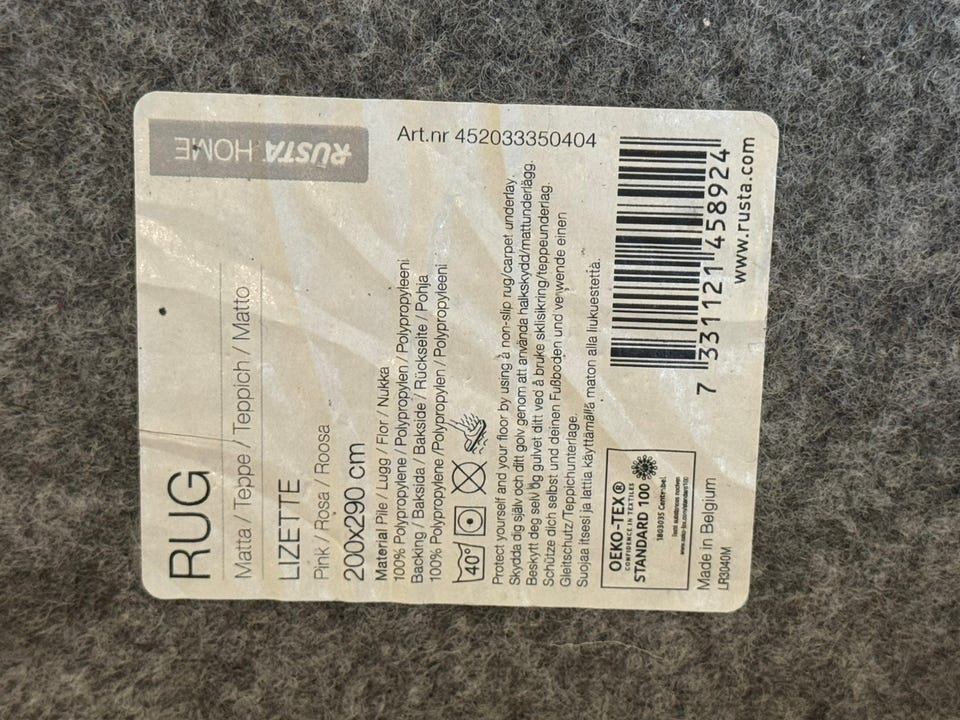 RUSTA HOME
RUG
Matta / Teppe / Teppich / Matto
LIZETTE
Pink / Rosa / Roosa
200x290 cm
Art.nr 452033350404
Material Pile / Lugg / Flor / Nukka
100% Polypropylene / Polypropylen / Polypropyleeni
Backing / Baksida / Bakside / Rückseite / Pohja
100% Polypropylene /Polypropylen / Polypropyleeni
40°
Protect yourself and your floor by using a non-slip rug/carpet underlay.
Skydda dig själv och ditt golv genom att använda halkskydd/mattunderlägg.
Beskytt deg selv og gulvet ditt ved å bruke sklisikring/teppeunderlag.
Schütze dich selbst und deinen Fußboden und verwende einen
Gleitschutz/Teppichunterlage.
Suojaa itsesi ja lattia käyttämällä maton alla liukuestettä.
OEKO-TEX®
CONFIDENCE IN TEXTILES
STANDARD 100
1803035 Centexbel
Made in Belgium
LR3040M
7 331121 458924
www.rusta.com